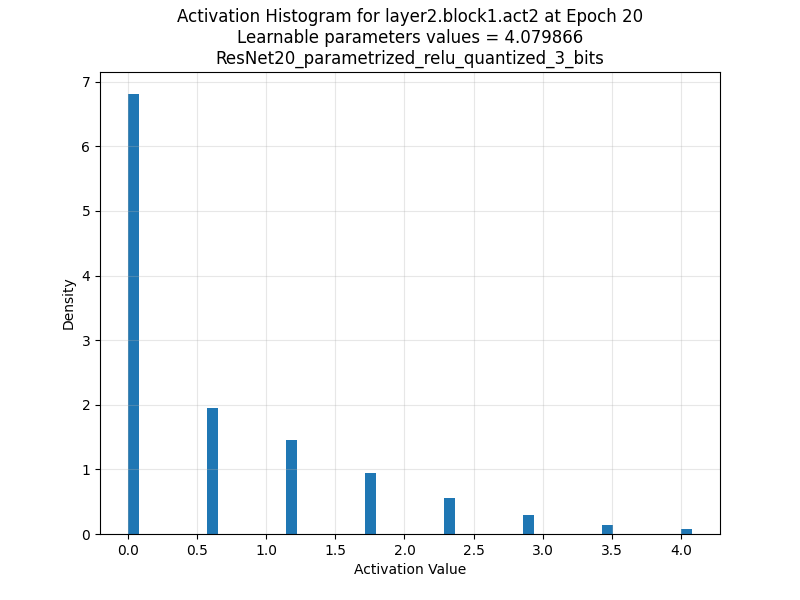 Activation Histogram for layer2.block1.act2 at Epoch 20
Learnable parameters values = 4.079866
ResNet20_parametrized_relu_quantized_3_bits
7
6
5
4
3
2
1
0
Density
0.0 0.5 1.0 1.5 2.0 2.5 3.0 3.5 4.0
Activation Value